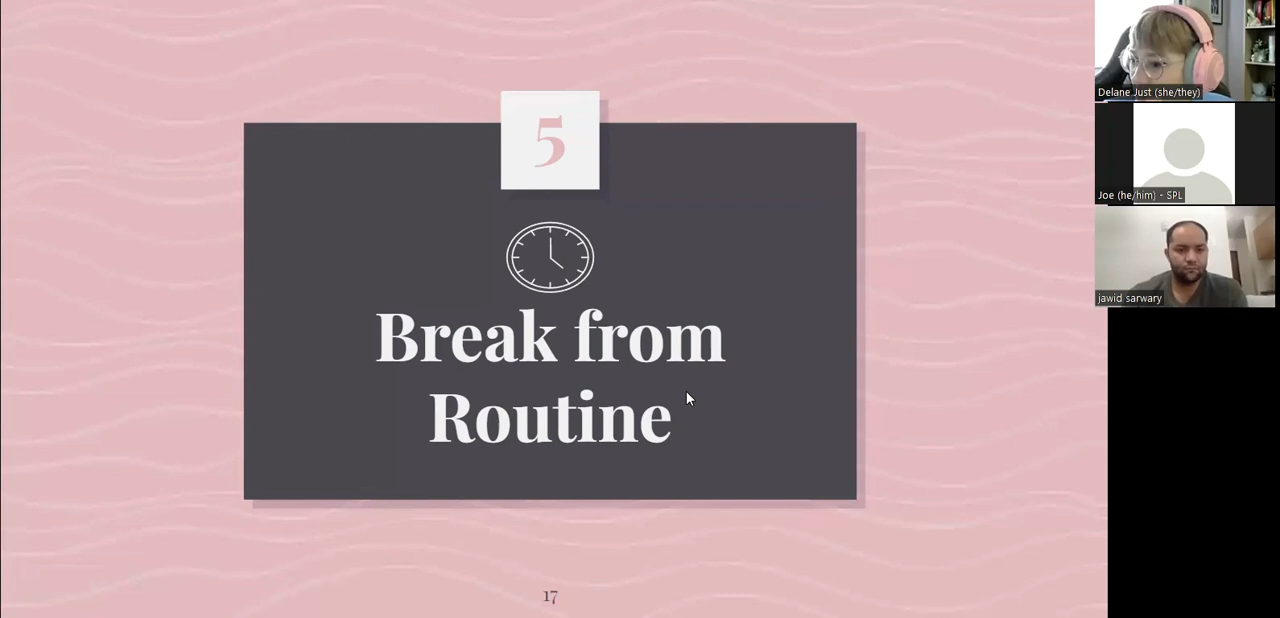 5
Break from
Routine
17
Delane Just (she/they)
Joe (he/him) - SPL
jawid sarwary